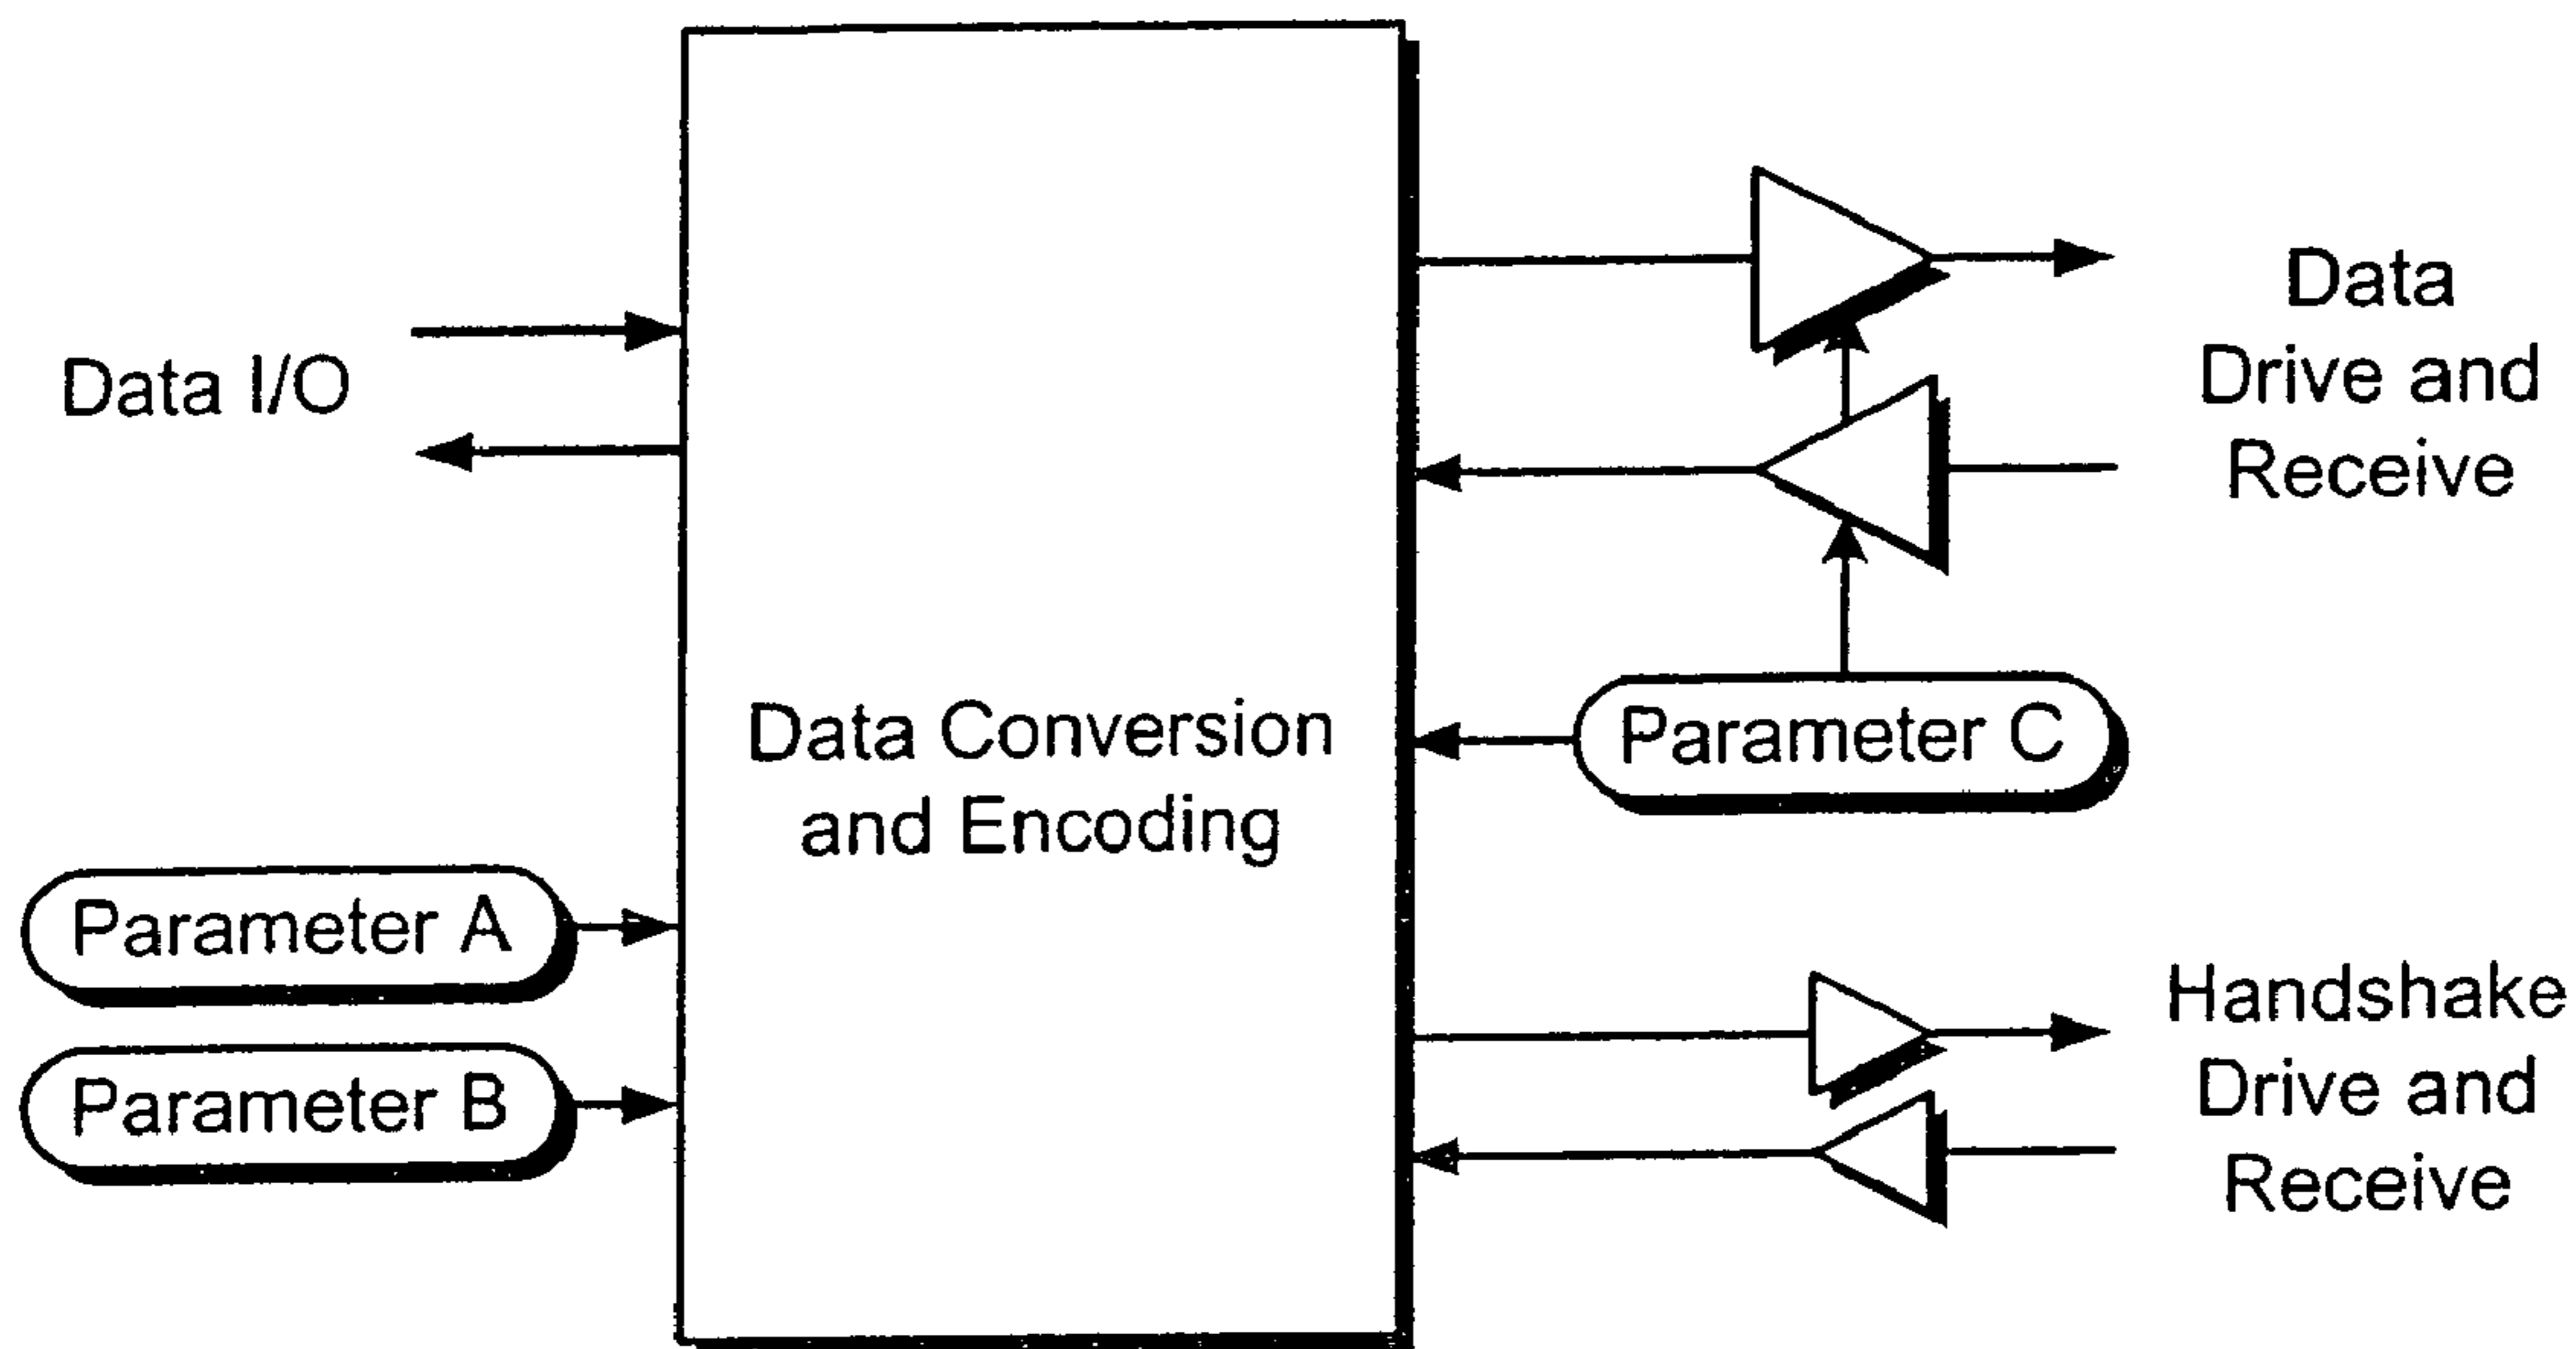 Data I/O
Data Conversion
and Encoding
Parameter A
Parameter B
Data
Drive and
Receive
Parameter C
Handshake
Drive and
Receive